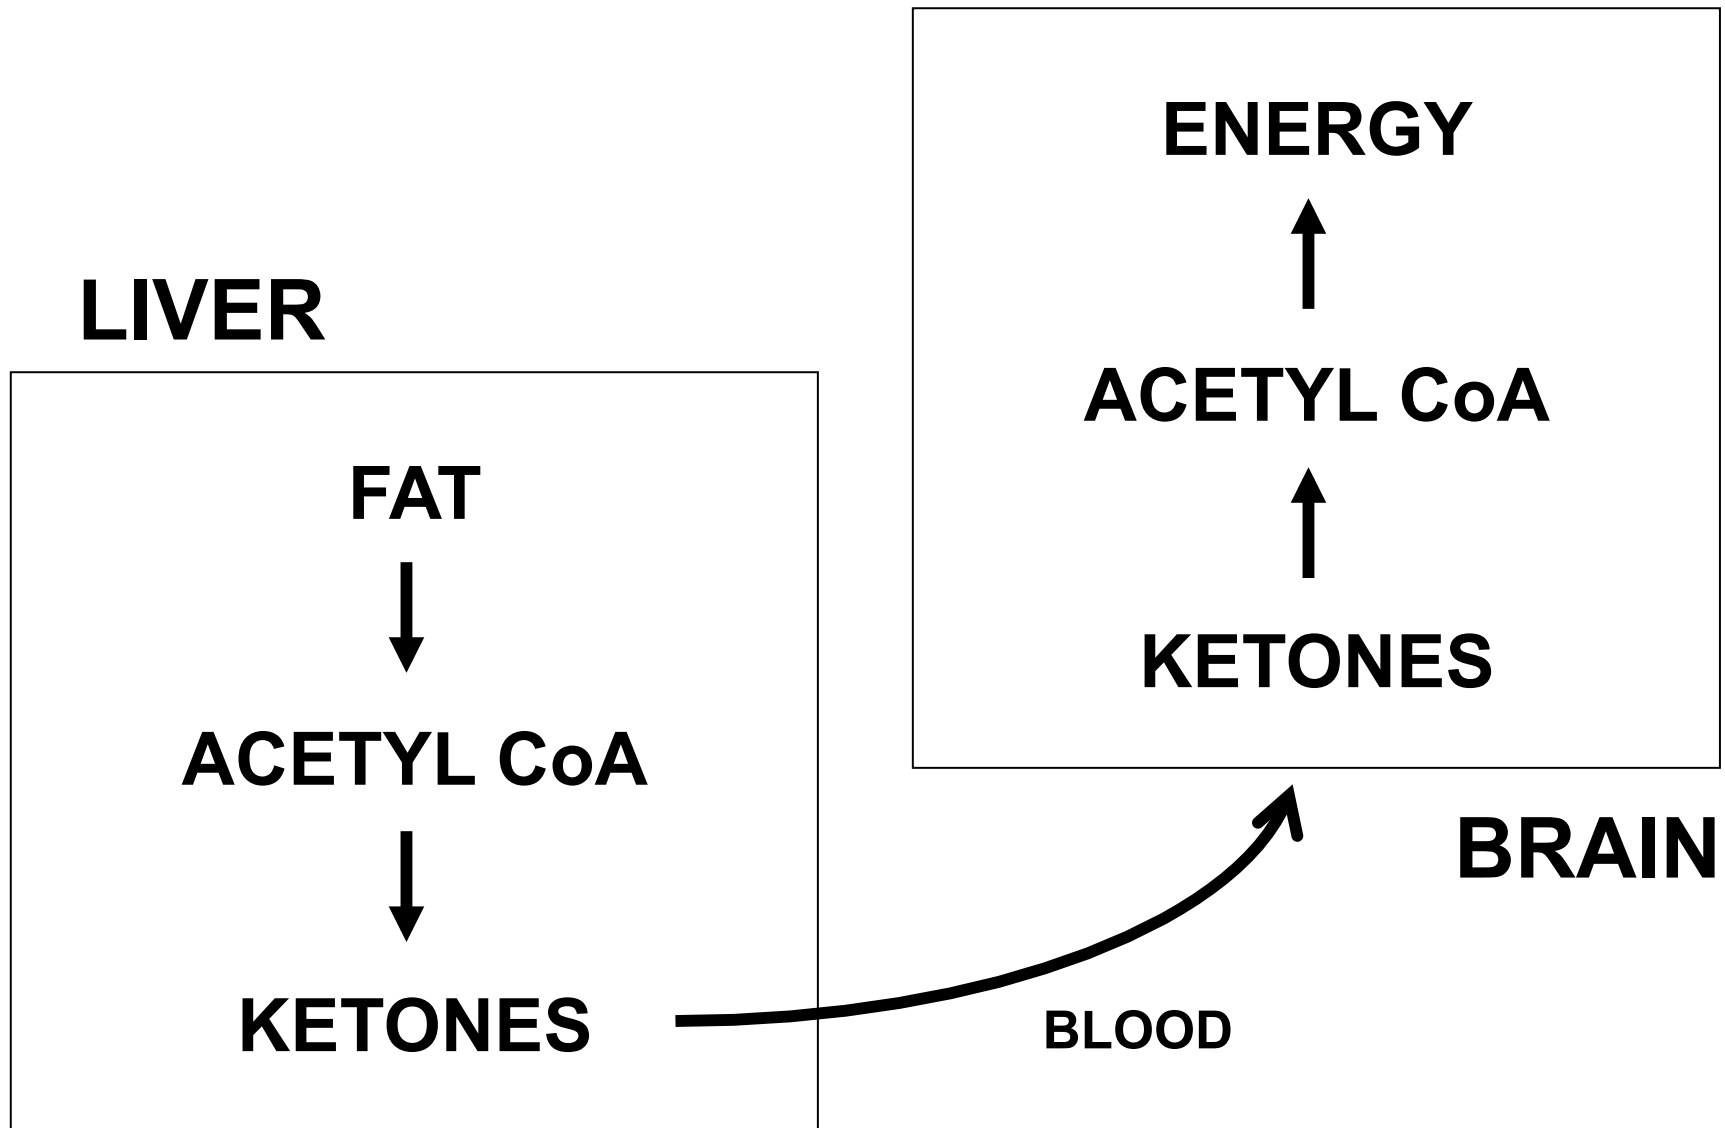 LIVER
FAT
ACETYL CoA
KETONES
BLOOD
ENERGY
ACETYL CoA
KETONES
BRAIN